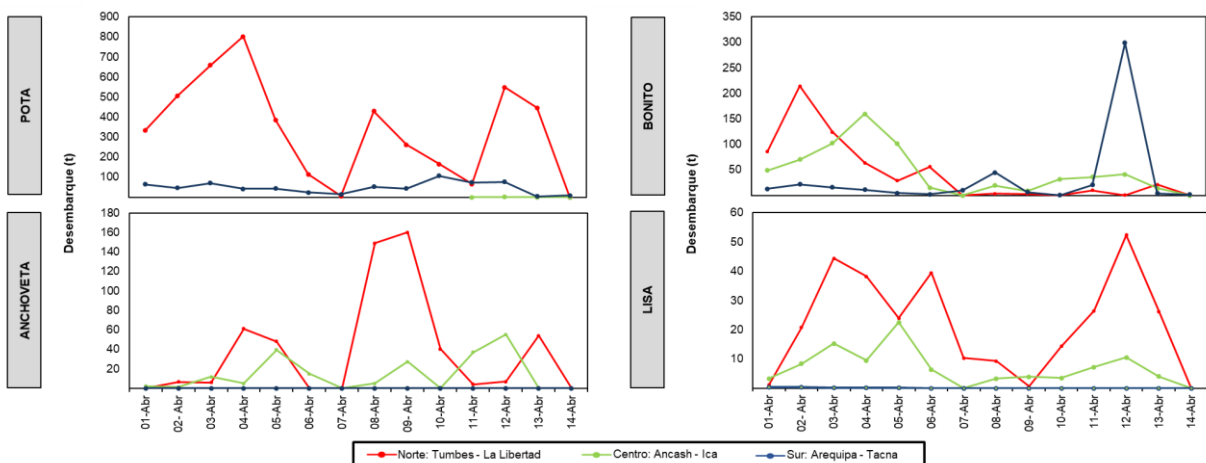 POTA
Desembarque (t)
900
800
700
600
500
400
300
200
100
BONITO
350
300
250
200
150
100
50
ANCHOVETA
180
160
140
120
100
80
60
40
20
01-Abr
02- Abr
03-Abr
04-Abr
05-Abr
06-Abr
07-Abr
08-Abr
09- Abr
10-Abr
11-Abr
12-Abr
13-Abr
14-Abr
LISA
Desembarque (t)
60
50
40
30
20
10
01-Abr
02- Abr
03-Abr
04-Abr
05-Abr
06-Abr
07-Abr
08-Abr
09- Abr
10-Abr
11-Abr
12-Abr
13-Abr
14-Abr
Norte: Tumbes - La Libertad
Centro: Ancash - Ica
Sur: Arequipa - Tacna